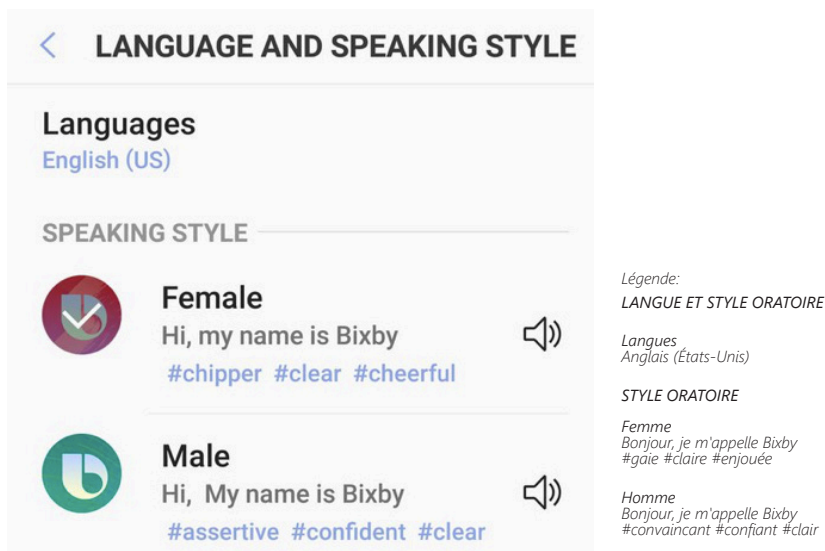 LANGUAGE AND SPEAKING STYLE
Languages
English (US)
SPEAKING STYLE
Female
Hi, my name is Bixby
#chipper #clear #cheerful
Male
Hi, My name is Bixby
#assertive #confident #clear
Légende:
LANGUE ET STYLE ORATOIRE
Langues
Anglais (États-Unis)
STYLE ORATOIRE
Femme
Bonjour, je m'appelle Bixby
#gaie #claire #enjouée
Homme
Bonjour, je m'appelle Bixby
#convaincant #confiant #clair